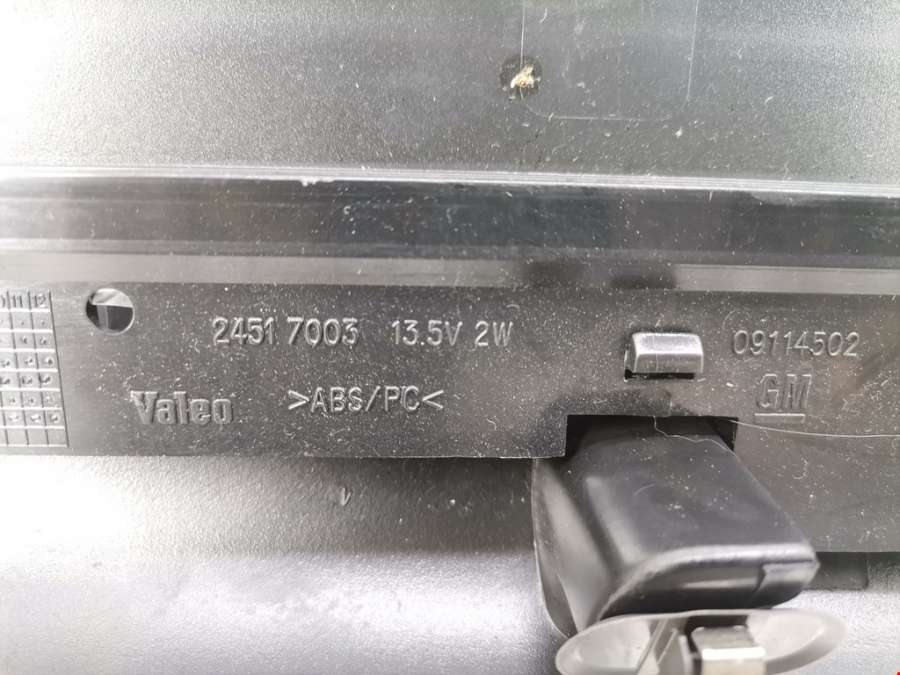 2451 7003 13.5V 2W 09114502
Valeo >ABS/PC< GM